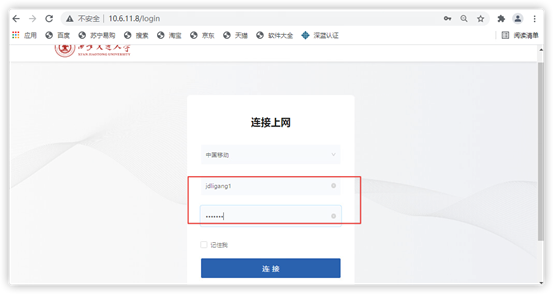 不安全 | 10.6.11.8/login
应用 百度 苏宁易购 搜索 淘宝 京东 天猫 软件大全 深蓝认证 阅读清单
西安交通大学
XI'AN JIAOTONG UNIVERSITY
连接上网
中国移动
jdligang1
•••••••
记住我
连 接